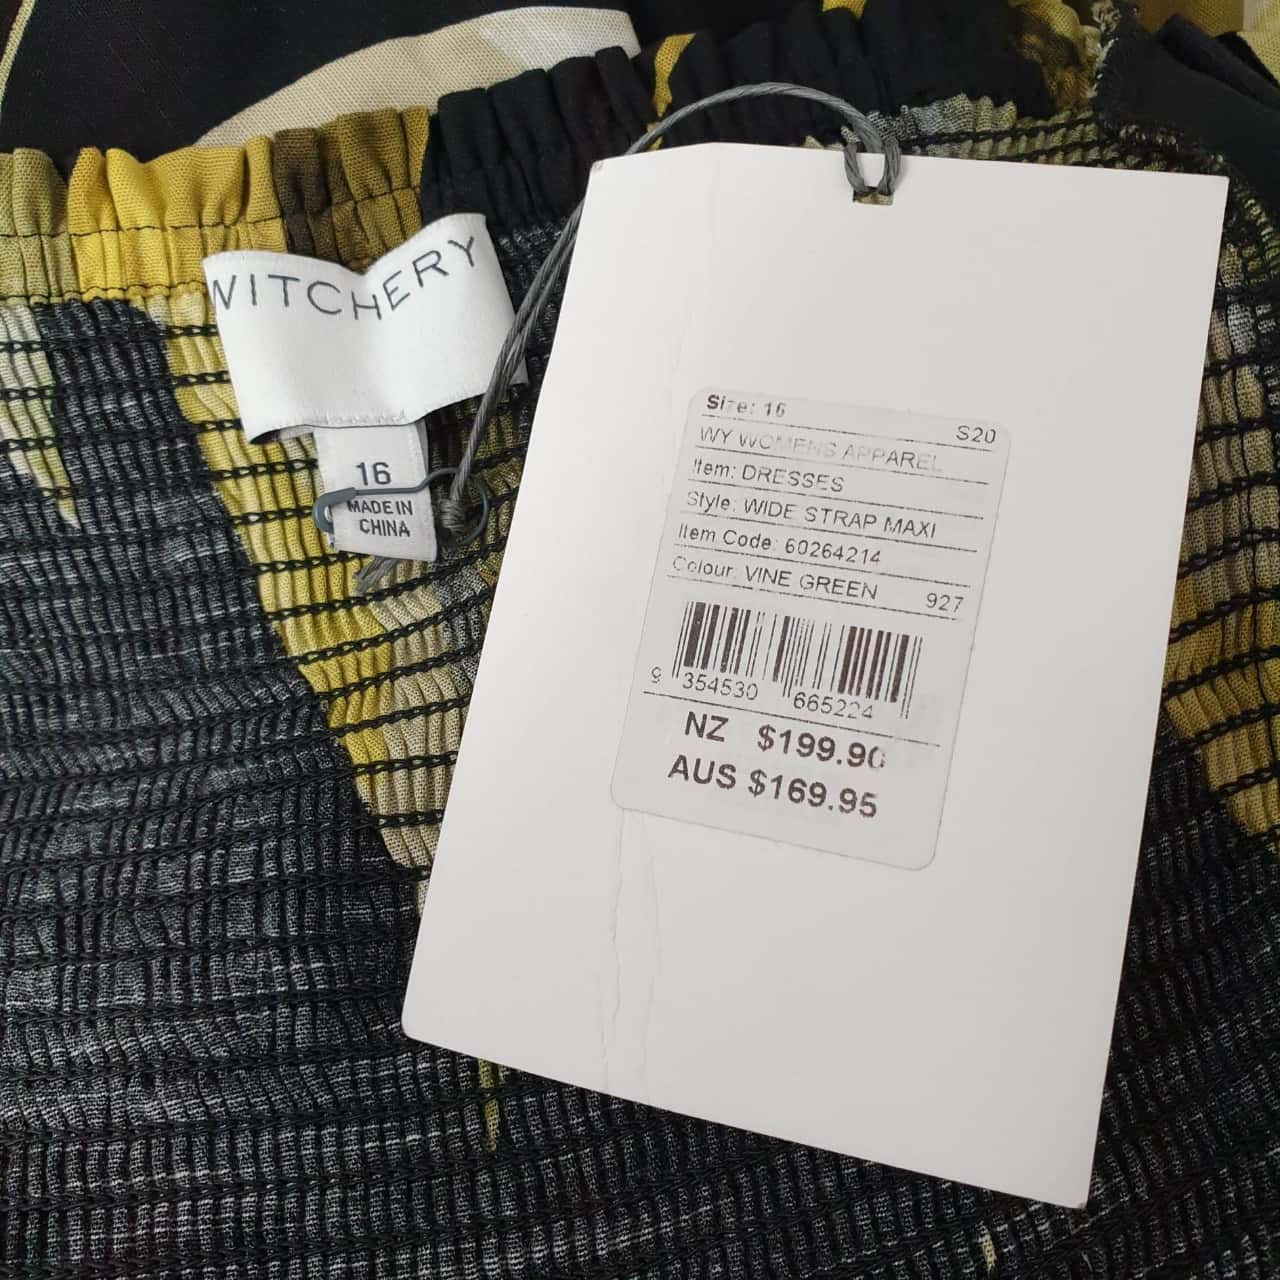 WITCHERY
16
MADE IN
CHINA
Size: 16
S20
WY WOMENS APPAREL
Item: DRESSES
Style: WIDE STRAP MAXI
Item Code: 60264214
Colour: VINE GREEN 927
9 354530 665224
NZ $199.90
AUS $169.95